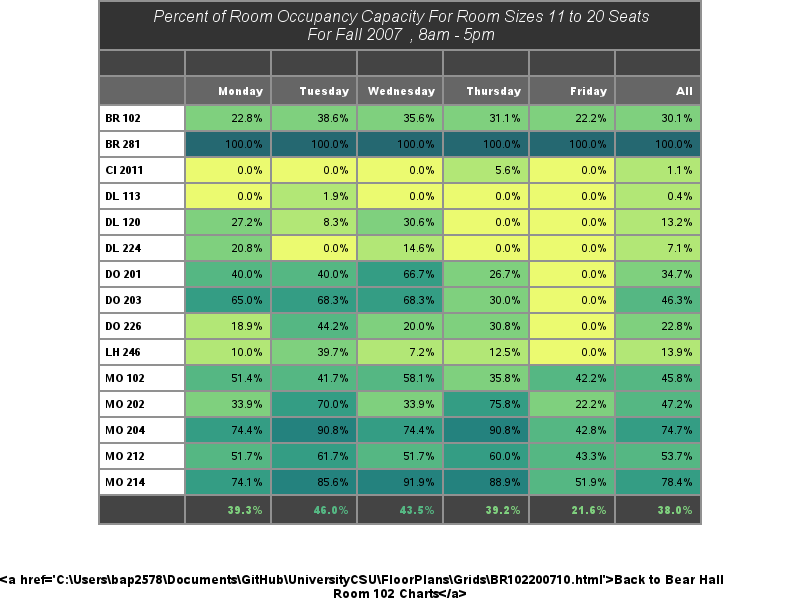 Percent of Room Occupancy Capacity For Room Sizes 11 to 20 Seats
For Fall 2007 , 8am - 5pm
Monday Tuesday Wednesday Thursday Friday All
BR 102 22.8% 38.6% 35.6% 31.1% 22.2% 30.1%
BR 281 100.0% 100.0% 100.0% 100.0% 100.0% 100.0%
CI 2011 0.0% 0.0% 0.0% 5.6% 0.0% 1.1%
DL 113 0.0% 1.9% 0.0% 0.0% 0.0% 0.4%
DL 120 27.2% 8.3% 30.6% 0.0% 0.0% 13.2%
DL 224 20.8% 0.0% 14.6% 0.0% 0.0% 7.1%
DO 201 40.0% 40.0% 66.7% 26.7% 0.0% 34.7%
DO 203 65.0% 68.3% 68.3% 30.0% 0.0% 46.3%
DO 226 18.9% 44.2% 20.0% 30.8% 0.0% 22.8%
LH 246 10.0% 39.7% 7.2% 12.5% 0.0% 13.9%
MO 102 51.4% 41.7% 58.1% 35.8% 42.2% 45.8%
MO 202 33.9% 70.0% 33.9% 75.8% 22.2% 47.2%
MO 204 74.4% 90.8% 74.4% 90.8% 42.8% 74.7%
MO 212 51.7% 61.7% 51.7% 60.0% 43.3% 53.7%
MO 214 74.1% 85.6% 91.9% 88.9% 51.9% 78.4%
39.3% 46.0% 43.5% 39.2% 21.6% 38.0%
<a href='C:\Users\bap2578\Documents\GitHub\UniversityCSU\FloorPlans\Grids\BR102200710.html'>Back to Bear Hall
Room 102 Charts</a>